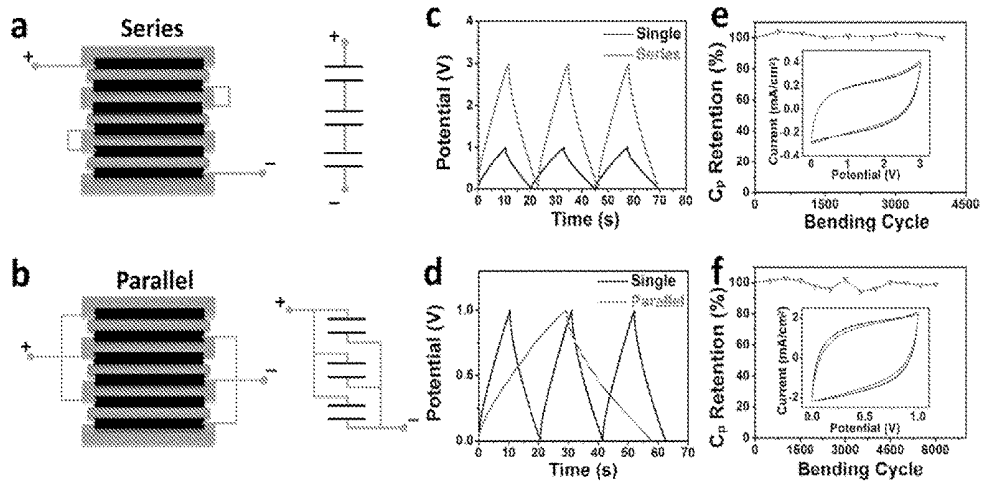 a
Series
+
−
+
−
b
Parallel
+
−
+
−
c
Potential (V)
4
3
2
1
0
Single
Series
0 10 20 30 40 50 60 70 80
Time (s)
d
Potential (V)
1.0
0.5
0.0
Single
Parallel
0 10 20 30 40 50 60 70
Time (s)
e
Cp Retention (%)
100
80
60
40
20
0
Current (mA/cm²)
0.4
0.2
0.0
-0.2
-0.4
0 1 2 3
Potential (V)
0 1500 3000 4500
Bending Cycle
f
Cp Retention (%)
100
80
60
40
20
0
Current (mA/cm²)
2
0
-2
0.0 0.5 1.0
Potential (V)
0 1500 3000 4500 6000
Bending Cycle